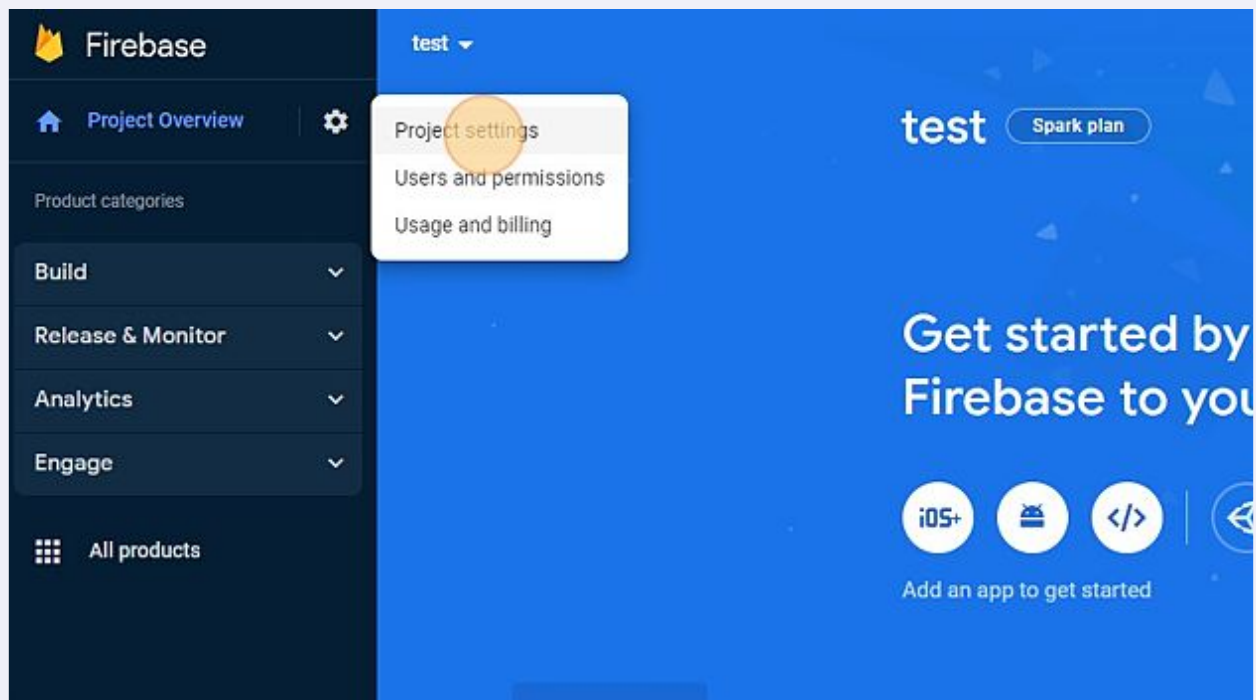 Firebase
test
Project Overview
Project settings
Users and permissions
Usage and billing
Product categories
Build
Release & Monitor
Analytics
Engage
All products
test
Spark plan
Get started by
Firebase to you
iOS+
</>
Add an app to get started